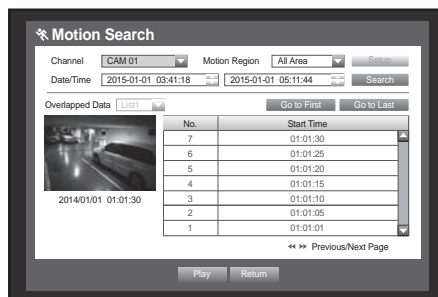 Motion Search
Channel CAM 01 Motion Region All Area Setup
Date/Time 2015-01-01 03:41:18 2015-01-01 05:11:44 Search
Overlapped Data List1 Go to First Go to Last
No. Start Time
7 01:01:30
6 01:01:25
5 01:01:20
4 01:01:15
3 01:01:10
2 01:01:05
1 01:01:01
2014/01/01 01:01:30
Previous/Next Page
Play Return